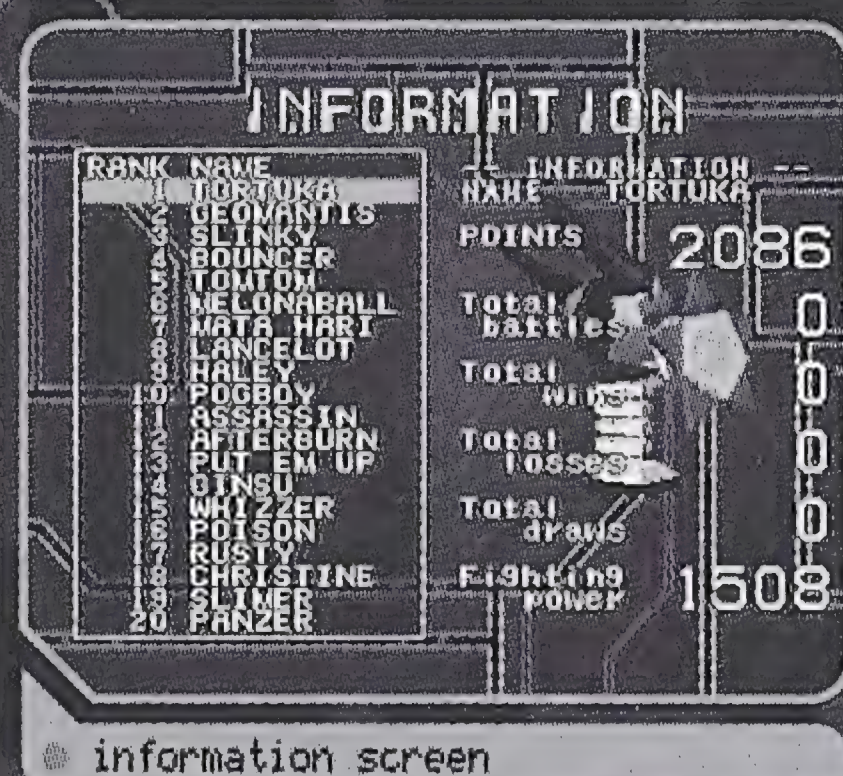 INFORMATION
RANK NAME
1 TORTUKA
2 GEOMANTIS
3 SLINKY
4 BOUNCER
5 TOMTOM
6 MELONABALL
7 MATA HARI
8 LANCELOT
9 HALEY
10 POGBOY
11 ASSASSIN
12 AFTERBURN
13 PUT EM UP
14 OINSU
15 WHIZZER
16 POISON
17 RUSTY
18 CHRISTINE
19 SLIMER
20 PANZER
-- INFORMATION --
NAME TORTUKA
POINTS 2086
Total battles 0
Total wins 0
Total losses 0
Total draws 0
Fighting power 1508
information screen